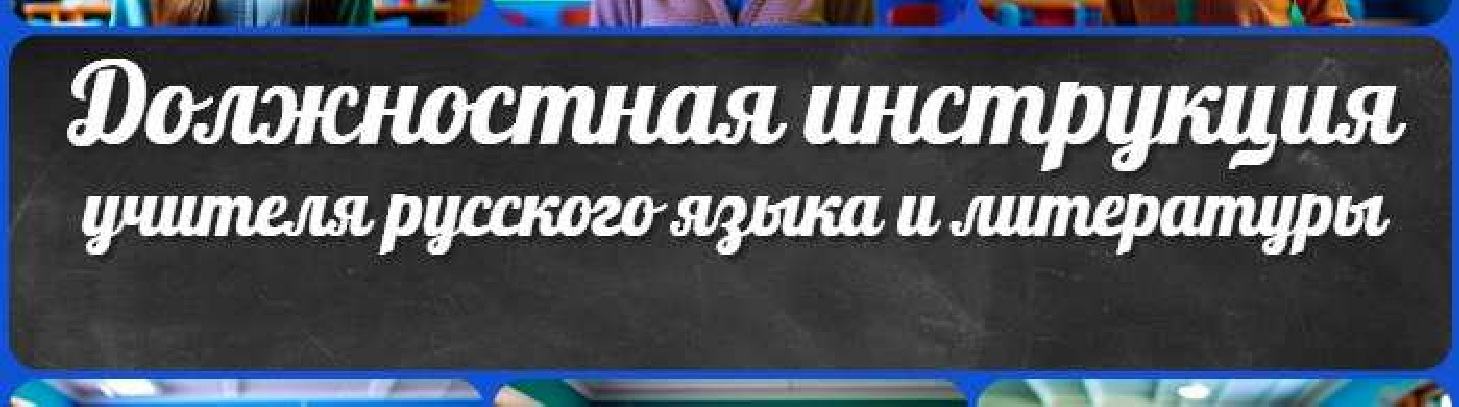 Должностная инструкция
учителя русского языка и литературы